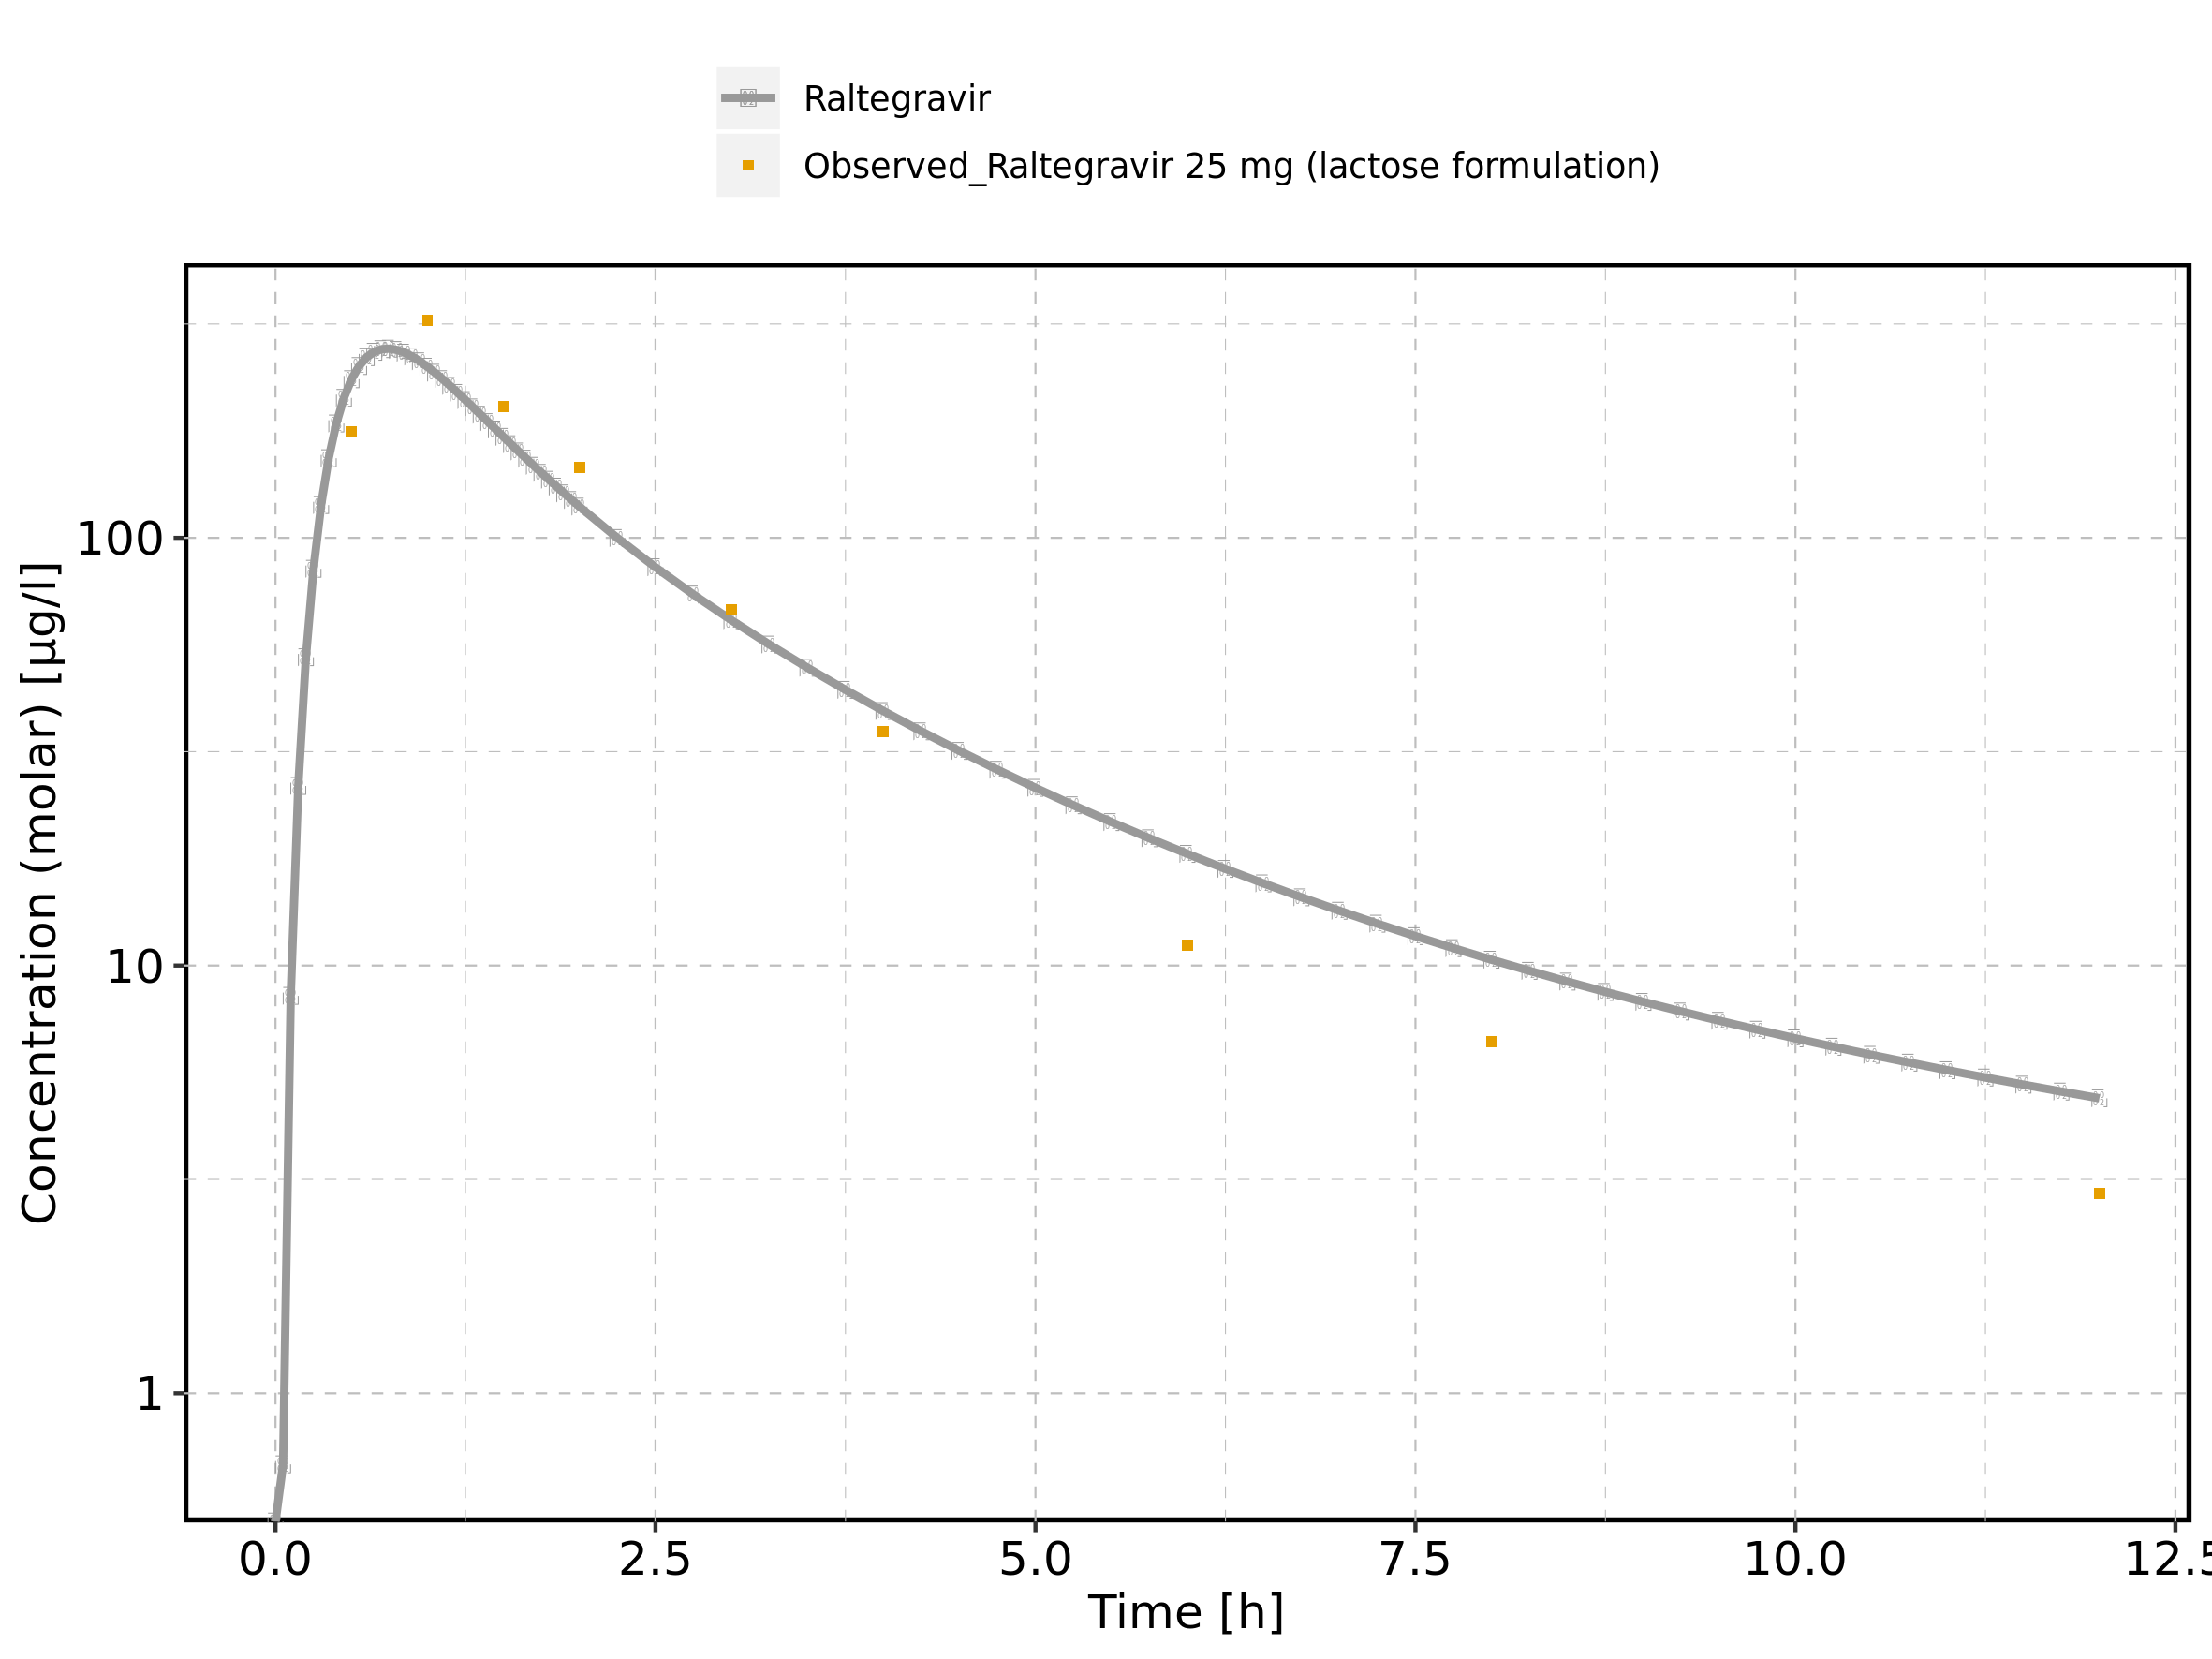 Raltegravir
Observed_Raltegravir 25 mg (lactose formulation)
Concentration (molar) [µg/l]
100
10
1
0.0 2.5 5.0 7.5 10.0 12.5
Time [h]